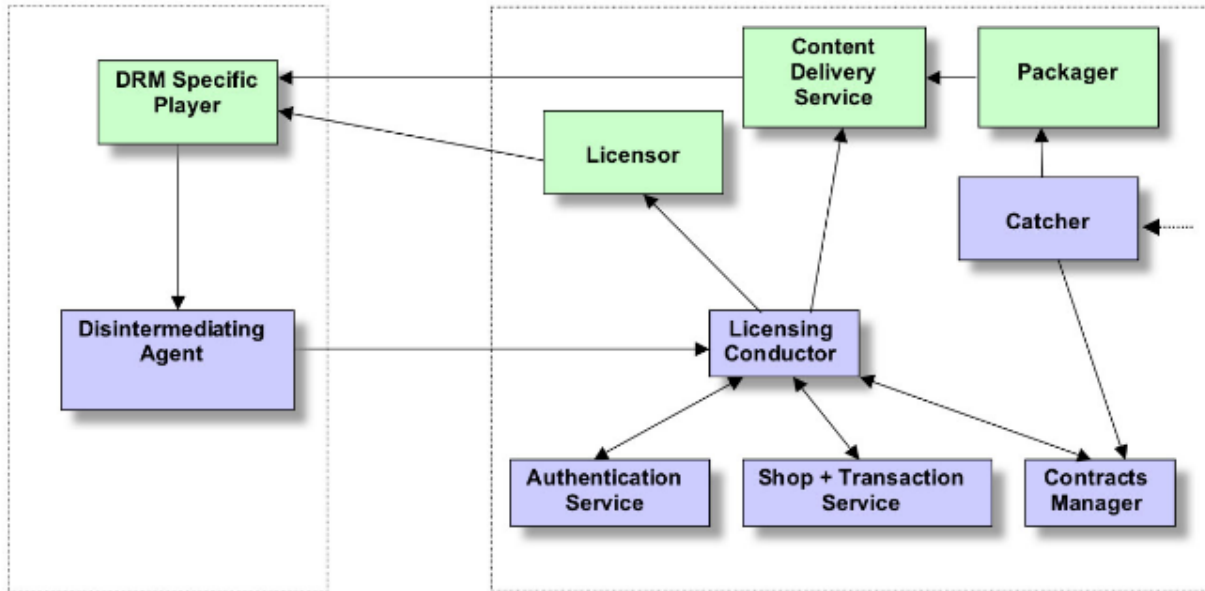 DRM Specific
Player
Content
Delivery
Service
Packager
Licensor
Catcher
Disintermediating
Agent
Licensing
Conductor
Authentication
Service
Shop + Transaction
Service
Contracts
Manager